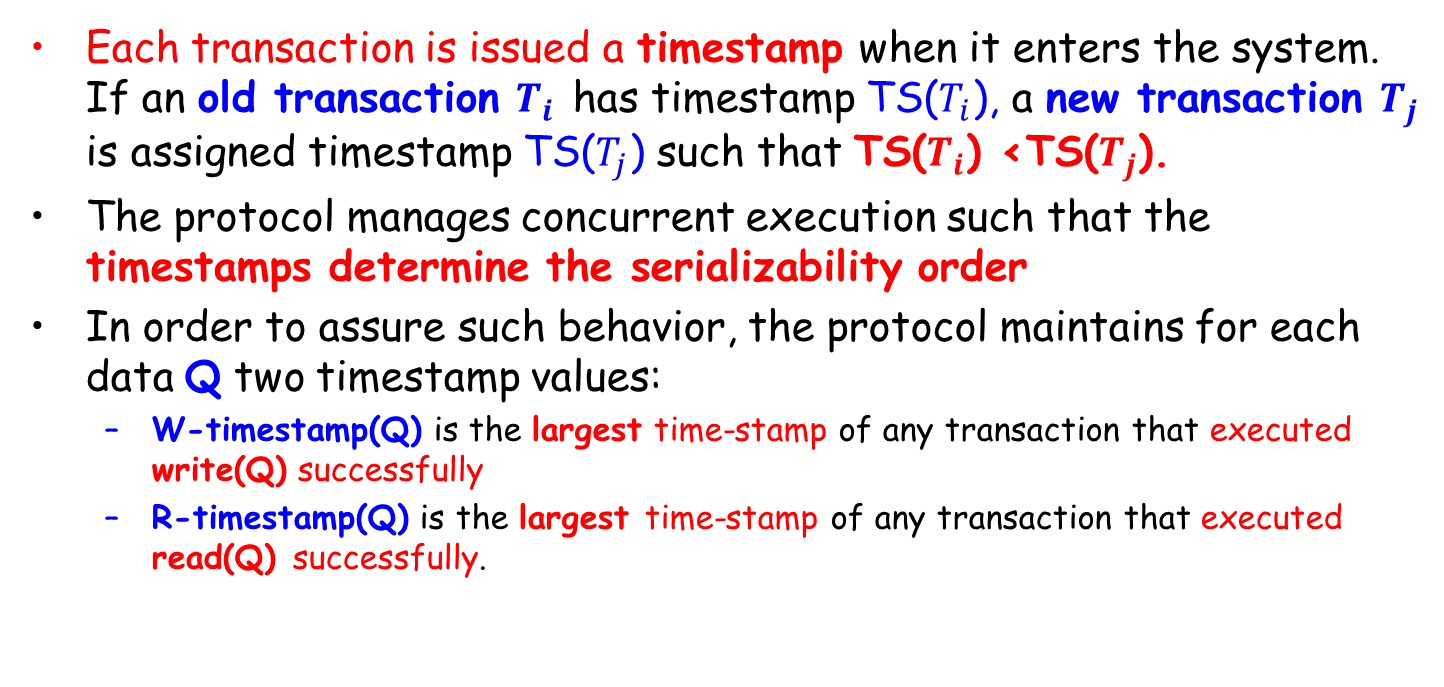 • Each transaction is issued a timestamp when it enters the system.
If an old transaction Tᵢ has timestamp TS(Tᵢ), a new transaction Tⱼ
is assigned timestamp TS(Tⱼ) such that TS(Tᵢ) <TS(Tⱼ).
• The protocol manages concurrent execution such that the
timestamps determine the serializability order
• In order to assure such behavior, the protocol maintains for each
data Q two timestamp values:
– W-timestamp(Q) is the largest time-stamp of any transaction that executed
write(Q) successfully
– R-timestamp(Q) is the largest time-stamp of any transaction that executed
read(Q) successfully.